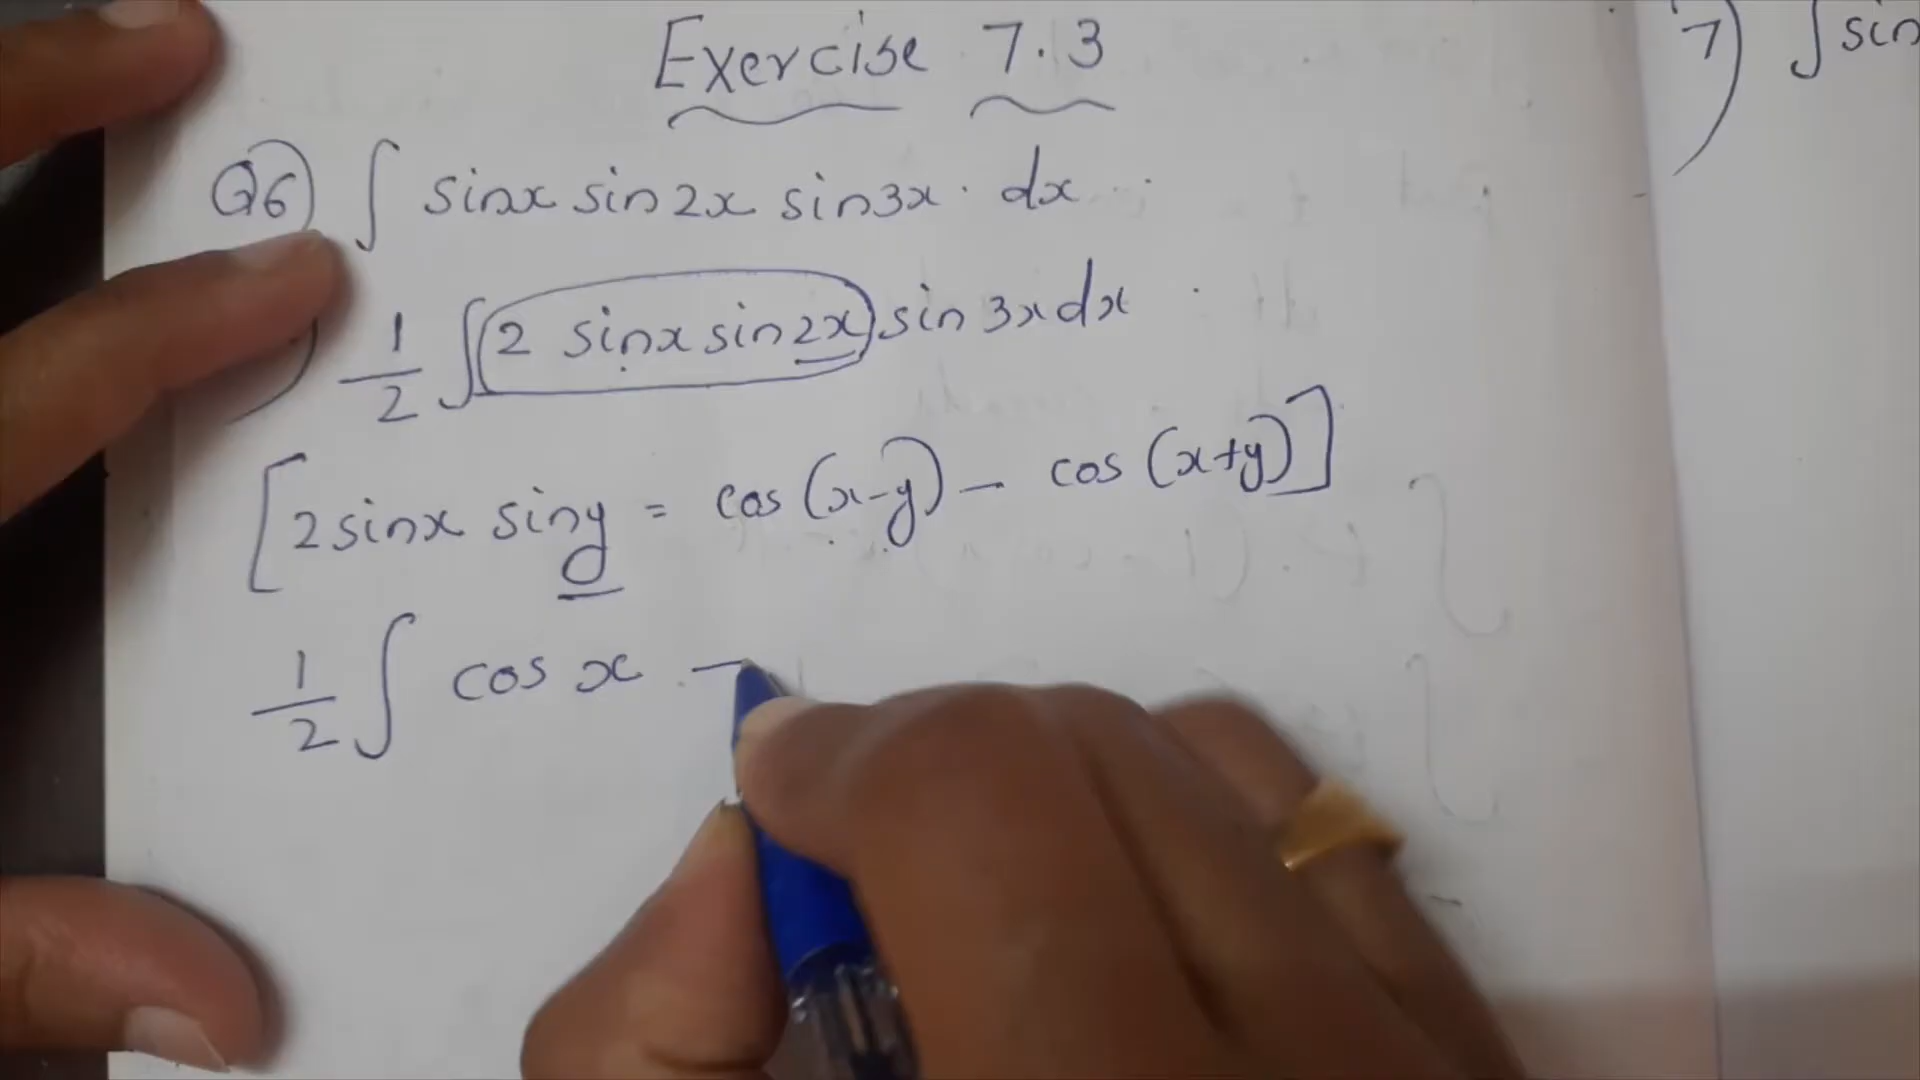 Exercise 7.3
Q6) ∫ sinx sin2x sin3x . dx
1/2 ∫(2 sinx sin2x) sin3x dx
[2sinx siny = cos(x-y) - cos(x+y)]
1/2 ∫ cos x -
7) ∫ sin